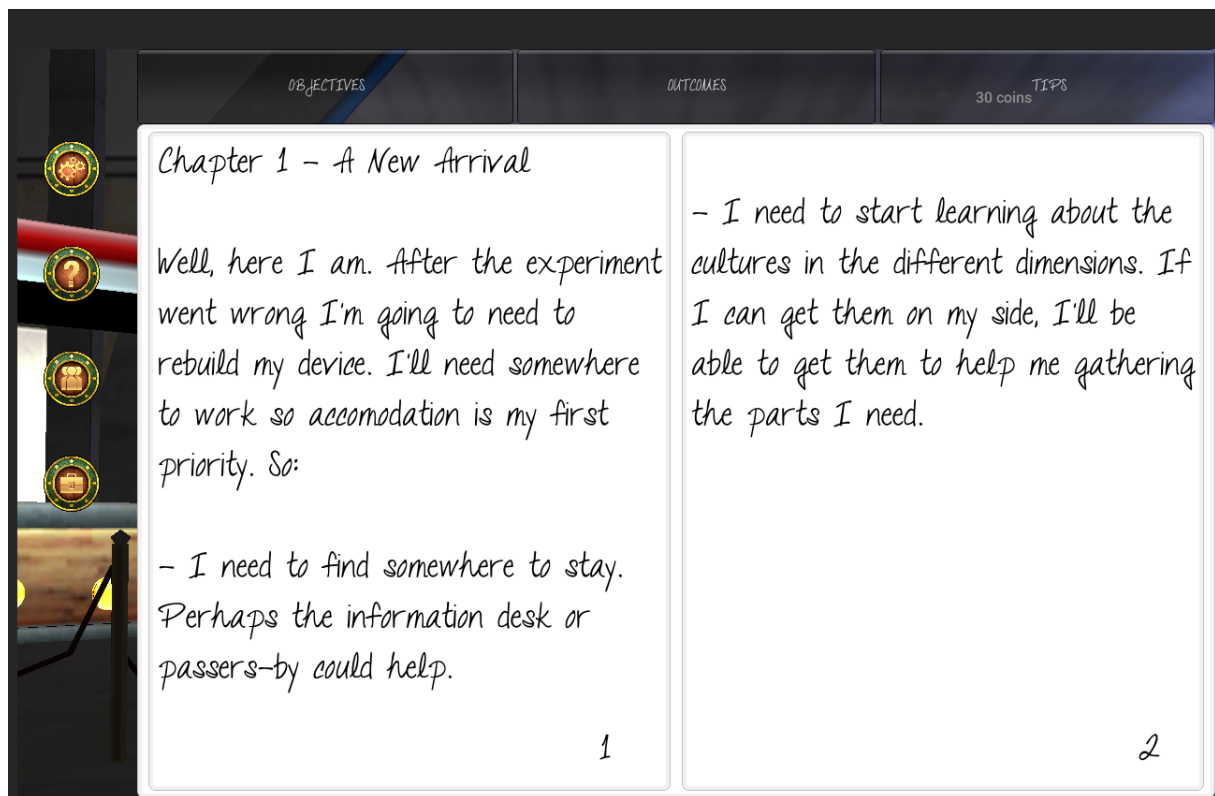 OBJECTIVES
OUTCOMES
TIPS
30 coins
Chapter 1 - A New Arrival
Well, here I am. After the experiment
went wrong I'm going to need to
rebuild my device. I'll need somewhere
to work so accomodation is my first
priority. So:
- I need to find somewhere to stay.
Perhaps the information desk or
passers-by could help.
1
- I need to start learning about the
cultures in the different dimensions. If
I can get them on my side, I'll be
able to get them to help me gathering
the parts I need.
2